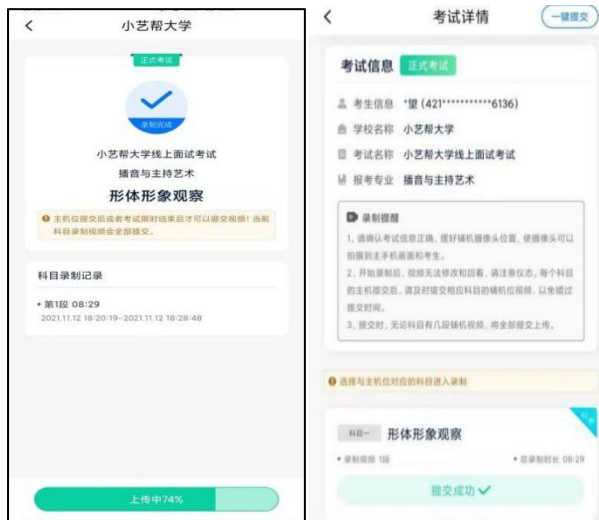 小艺帮大学
正式考试
录制完成
小艺帮大学线上面试考试
播音与主持艺术
形体形象观察
主机位提交后或者考试限时结束后才可以提交视频!当前
科目录制视频会全部提交。
科目录制记录
• 第1段 08:29
2021.11.12 18:20:19~2021.11.12 18:28:48
上传中74%
考试详情
一键提交
考试信息 正式考试
考生信息 *望 (421***********6136)
学校名称 小艺帮大学
考试名称 小艺帮大学线上面试考试
报考专业 播音与主持艺术
录制提醒
1、请确认考试信息正确,摆好辅机摄像头位置,使摄像头可以
拍摄到主手机画面和考生。
2、开始录制后,视频无法修改和回看,请注意仪态。每个科目
的主机提交后,请及时提交相应科目的辅机位视频,以免错过
提交时间。
3、提交时,无论科目有几段辅机视频,将全部提交上传。
选择与主机位对应的科目进入录制
科目一 形体形象观察
• 录制视频 1段 • 总录制时长 08:29
提交成功